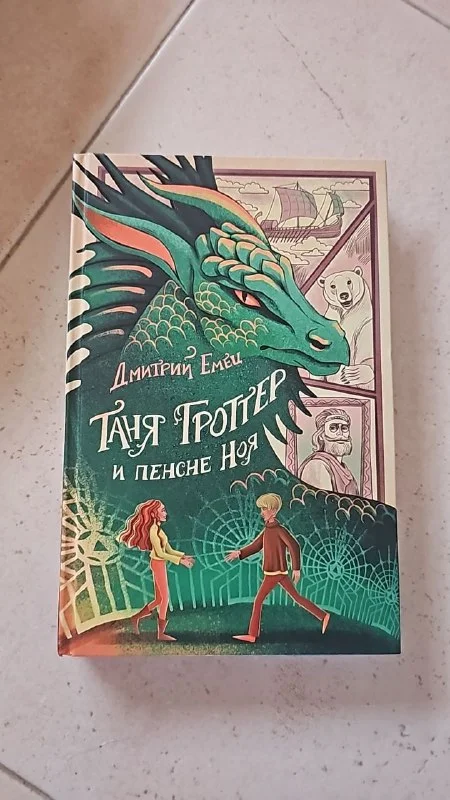 Дмитрий Емец
Таня Гроттер
и пенсне Ноя